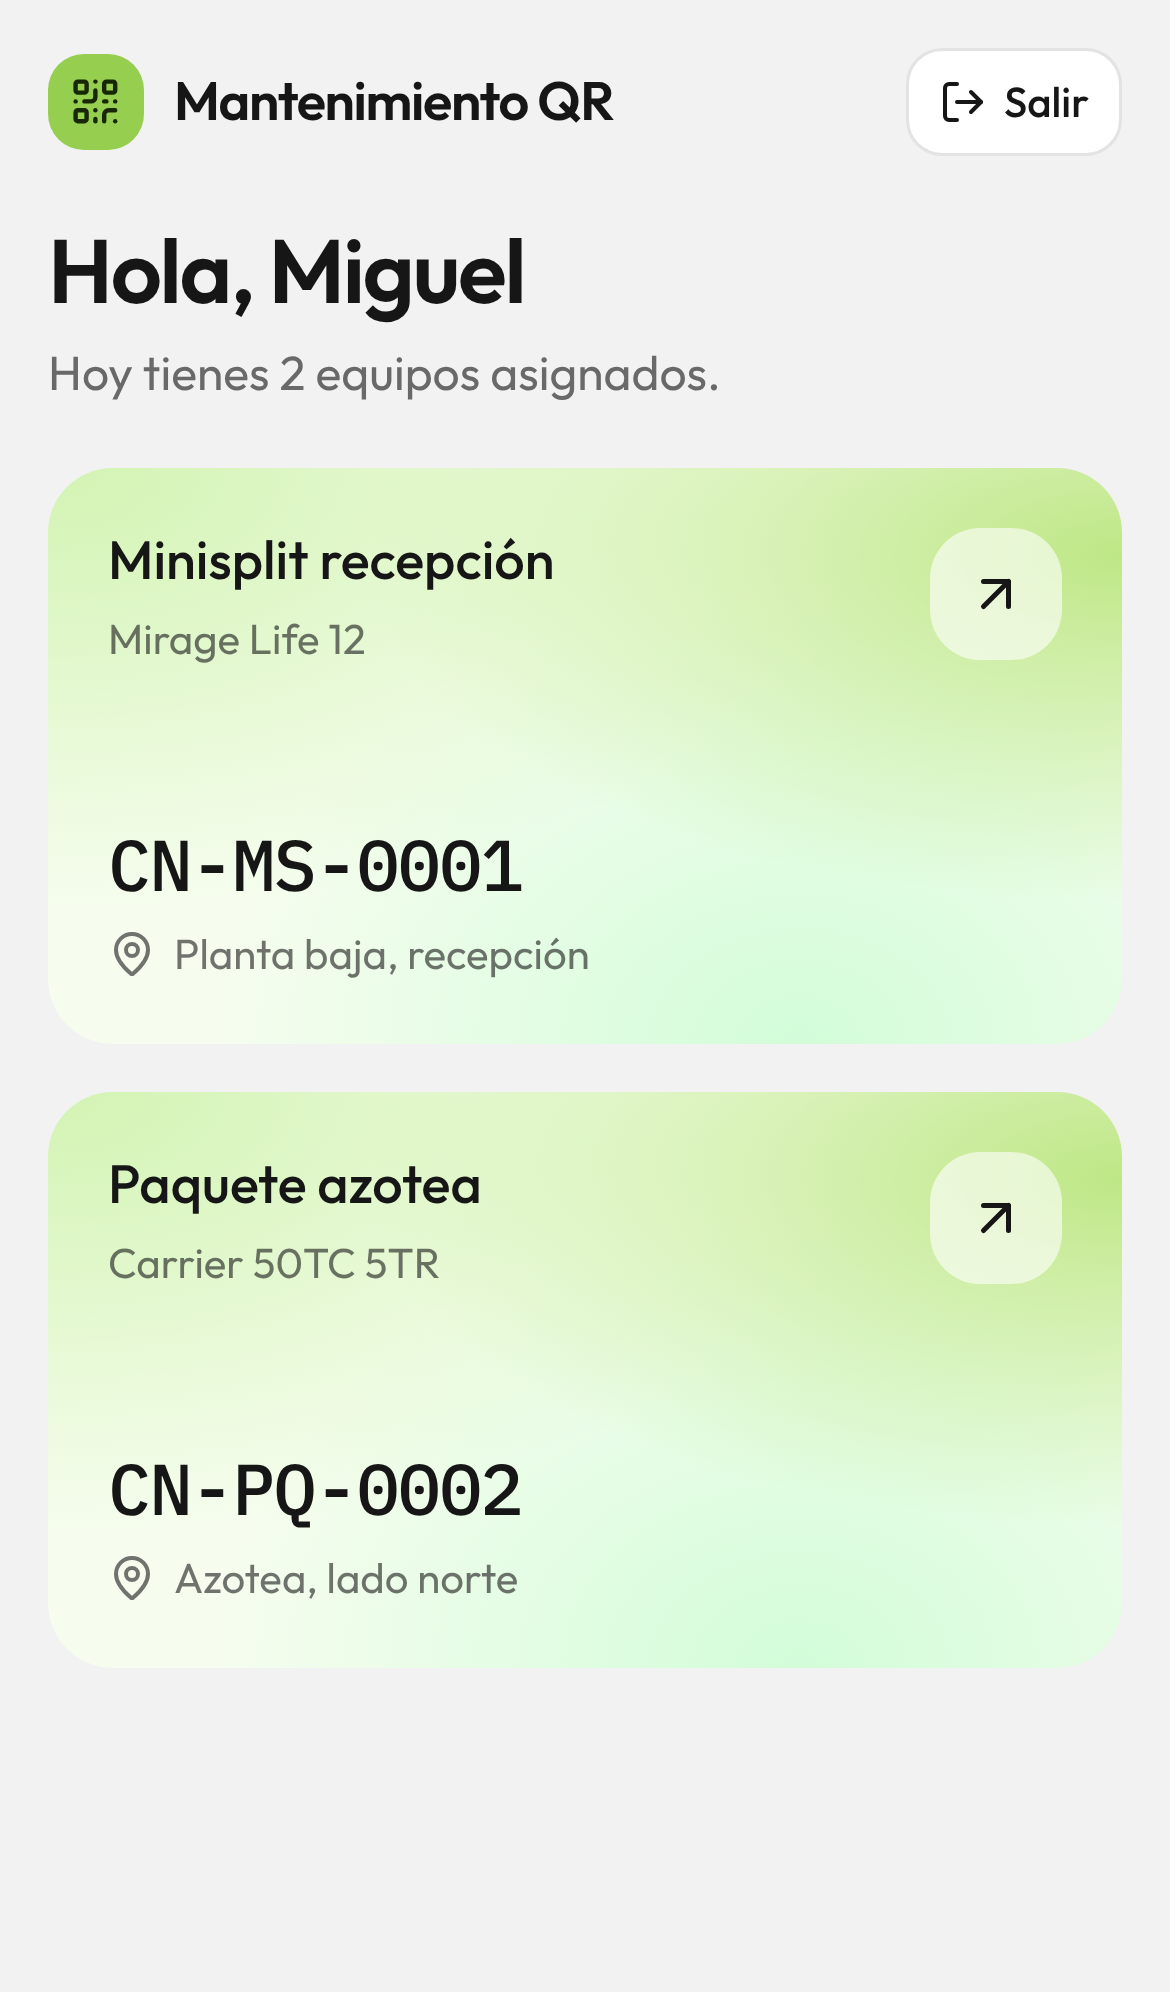 Mantenimiento QR
Salir
Hola, Miguel
Hoy tienes 2 equipos asignados.
Minisplit recepción
Mirage Life 12
CN-MS-0001
Planta baja, recepción
Paquete azotea
Carrier 50TC 5TR
CN-PQ-0002
Azotea, lado norte